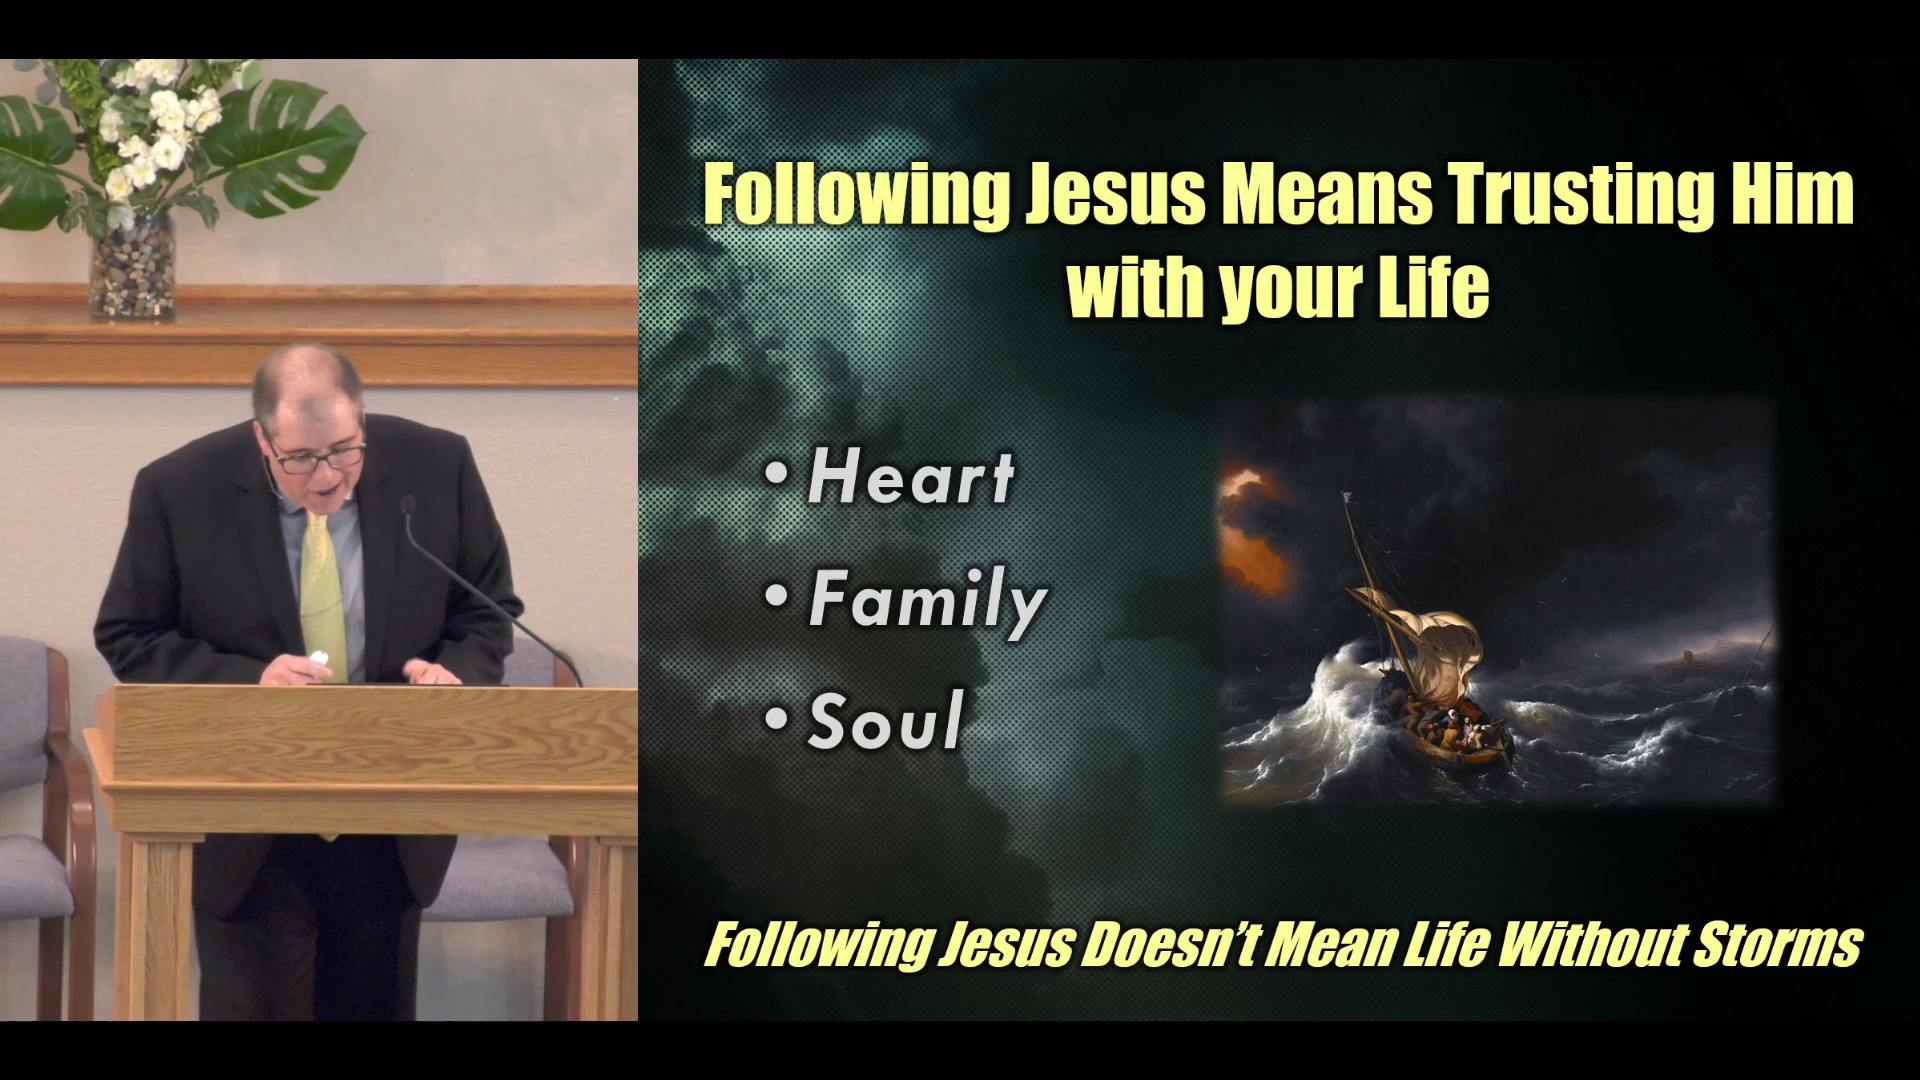 Following Jesus Means Trusting Him
with your Life
• Heart
• Family
• Soul
Following Jesus Doesn't Mean Life Without Storms